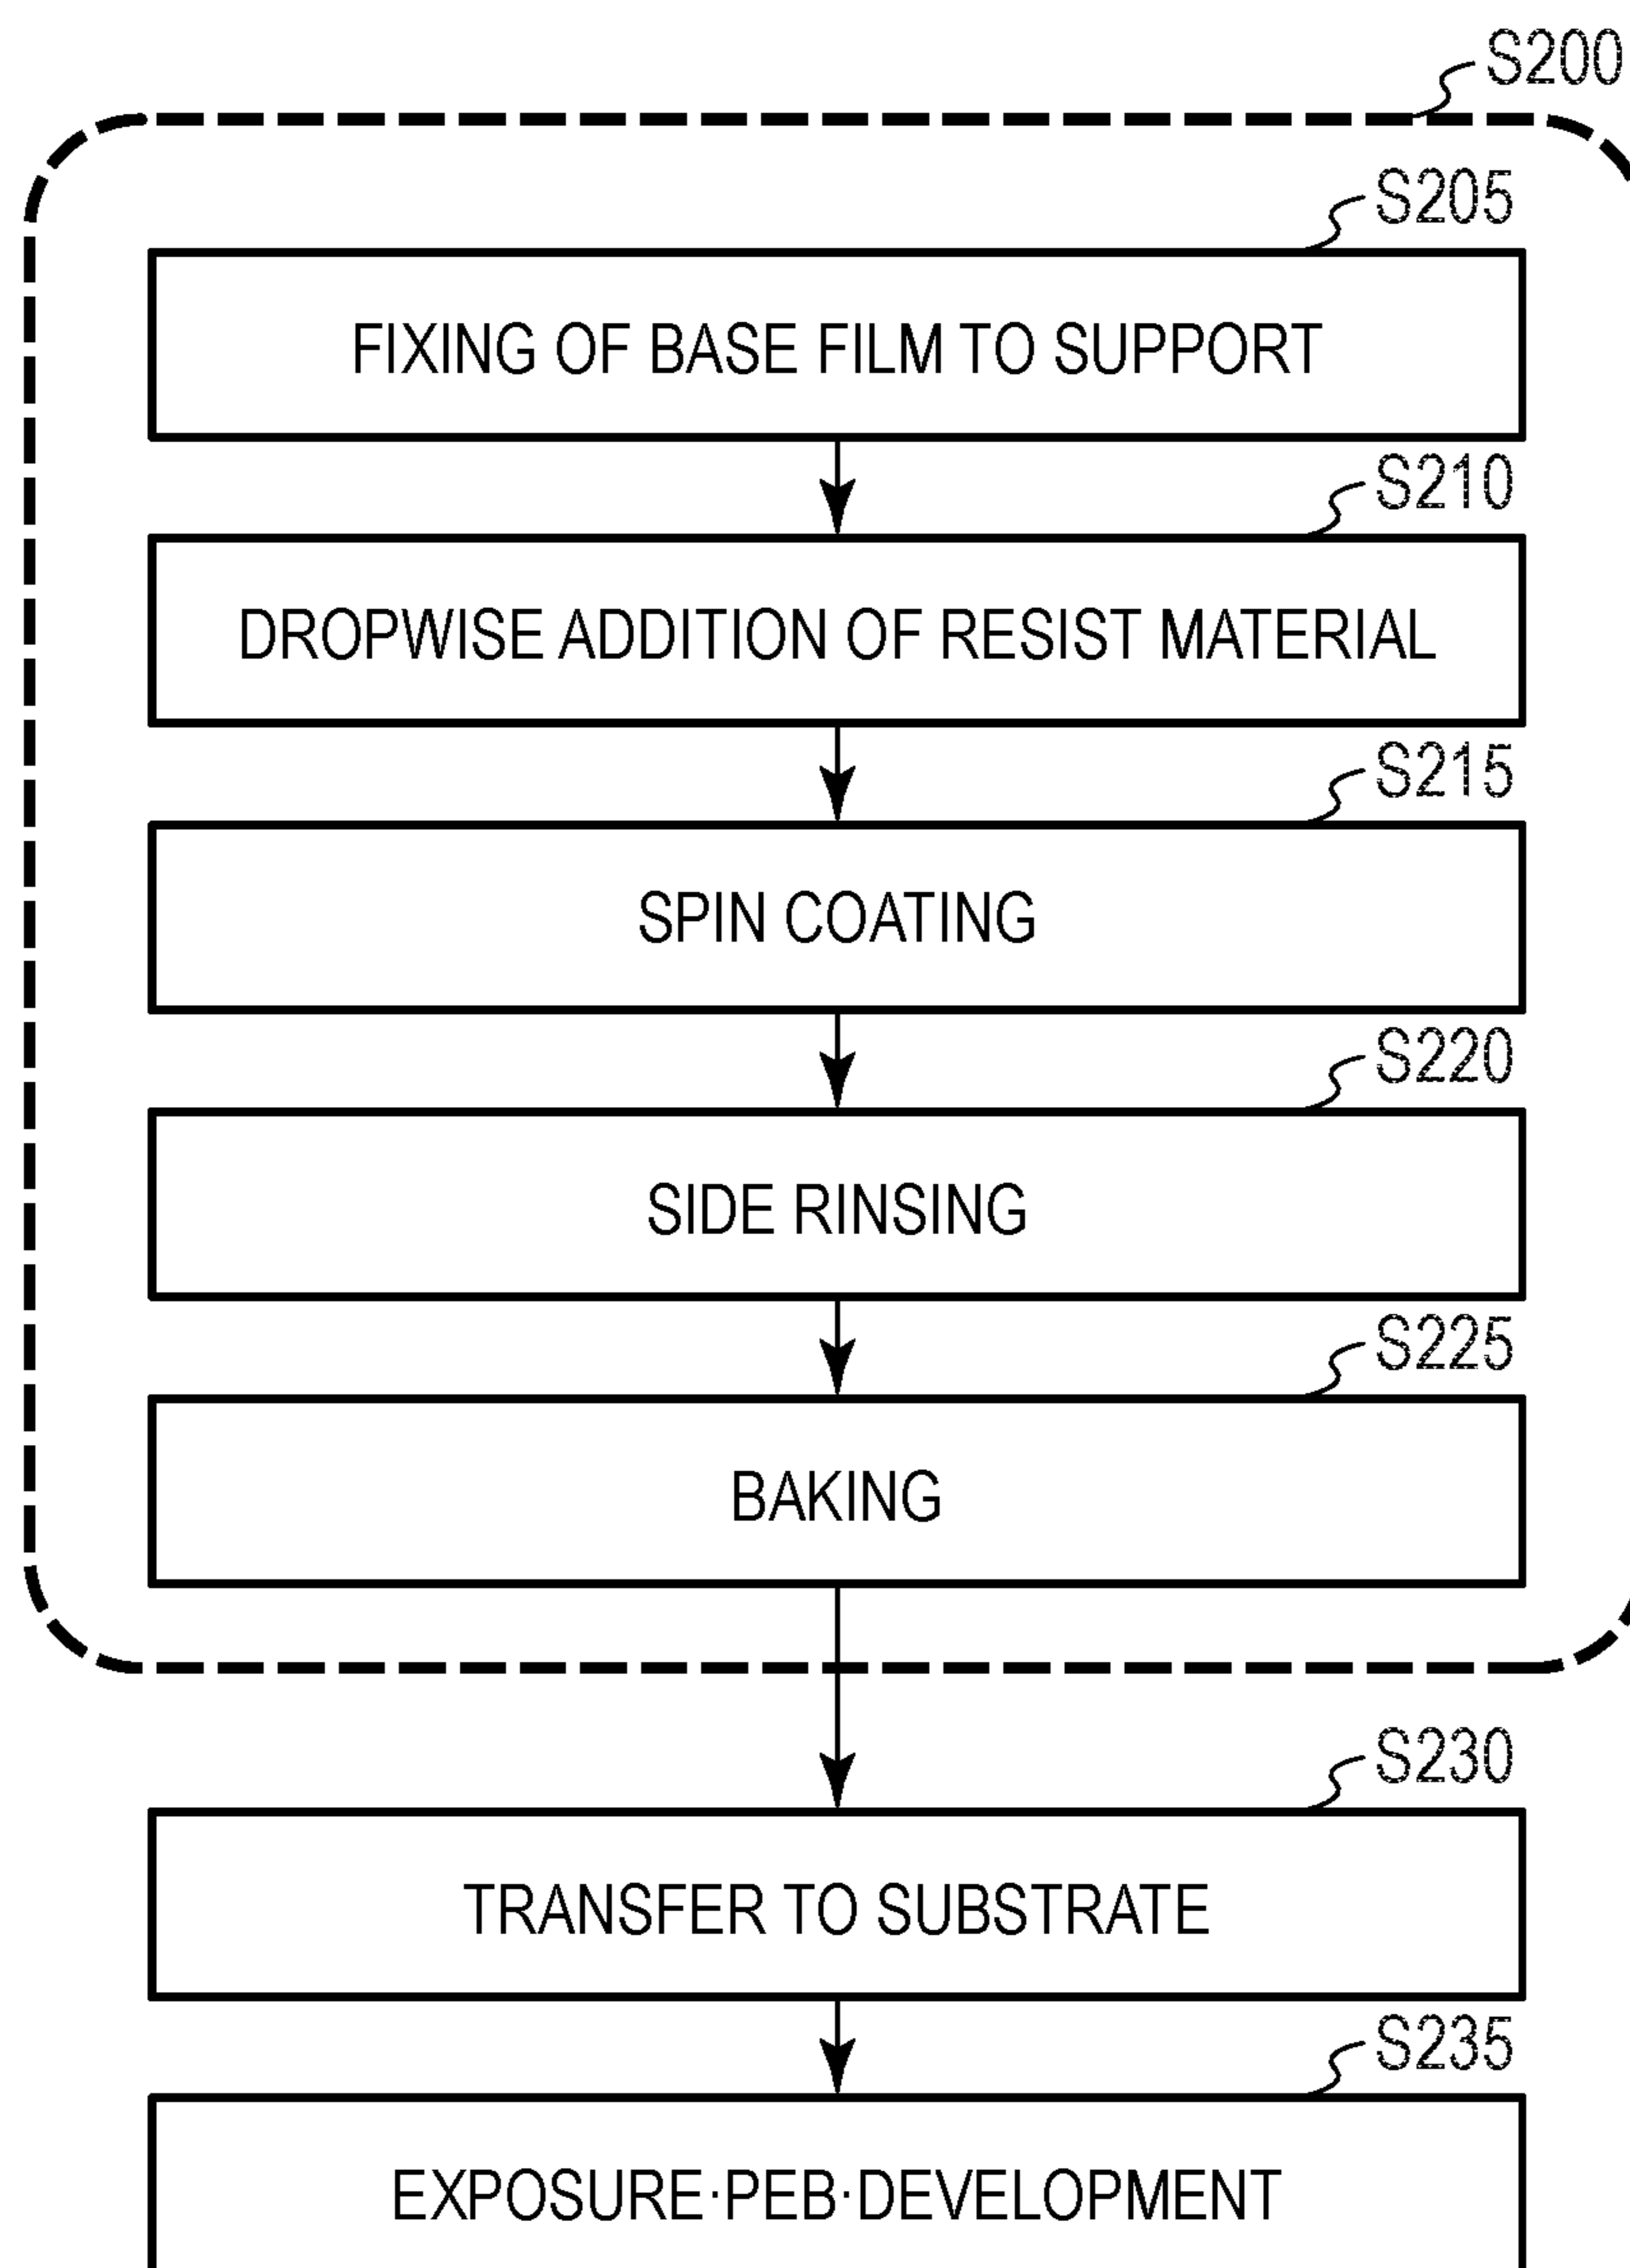 S200
S205
FIXING OF BASE FILM TO SUPPORT
S210
DROPWISE ADDITION OF RESIST MATERIAL
S215
SPIN COATING
S220
SIDE RINSING
S225
BAKING
S230
TRANSFER TO SUBSTRATE
S235
EXPOSURE·PEB·DEVELOPMENT